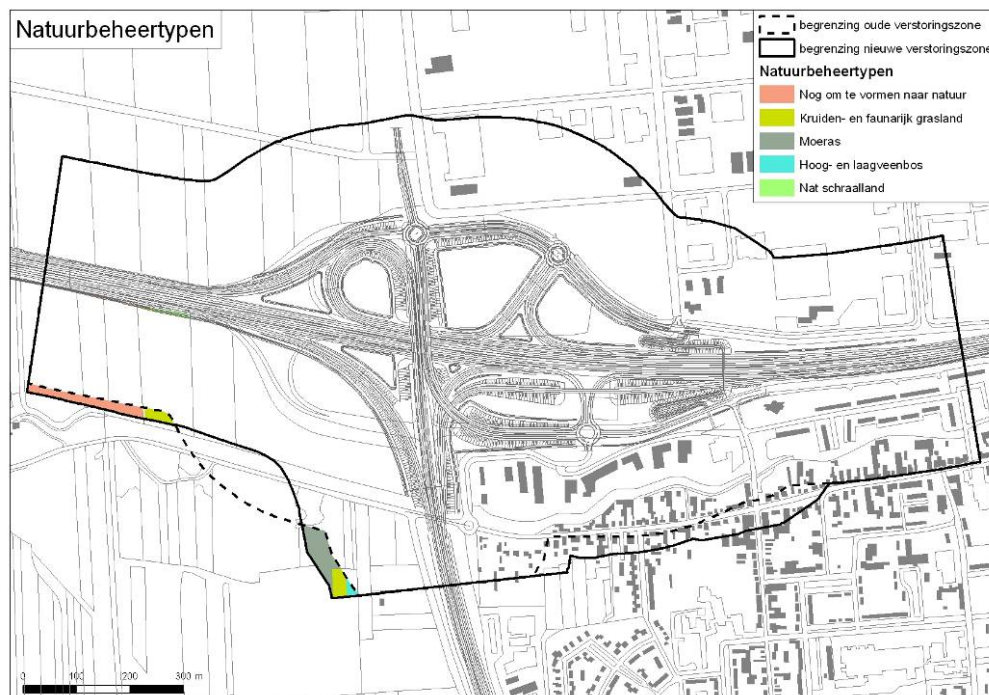 Natuurbeheertypen
begrenzing oude verstoringszone
begrenzing nieuwe verstoringszone
Natuurbeheertypen
Nog om te vormen naar natuur
Kruiden- en faunarijk grasland
Moeras
Hoog- en laagveenbos
Nat schraalland
0 100 200 300 m